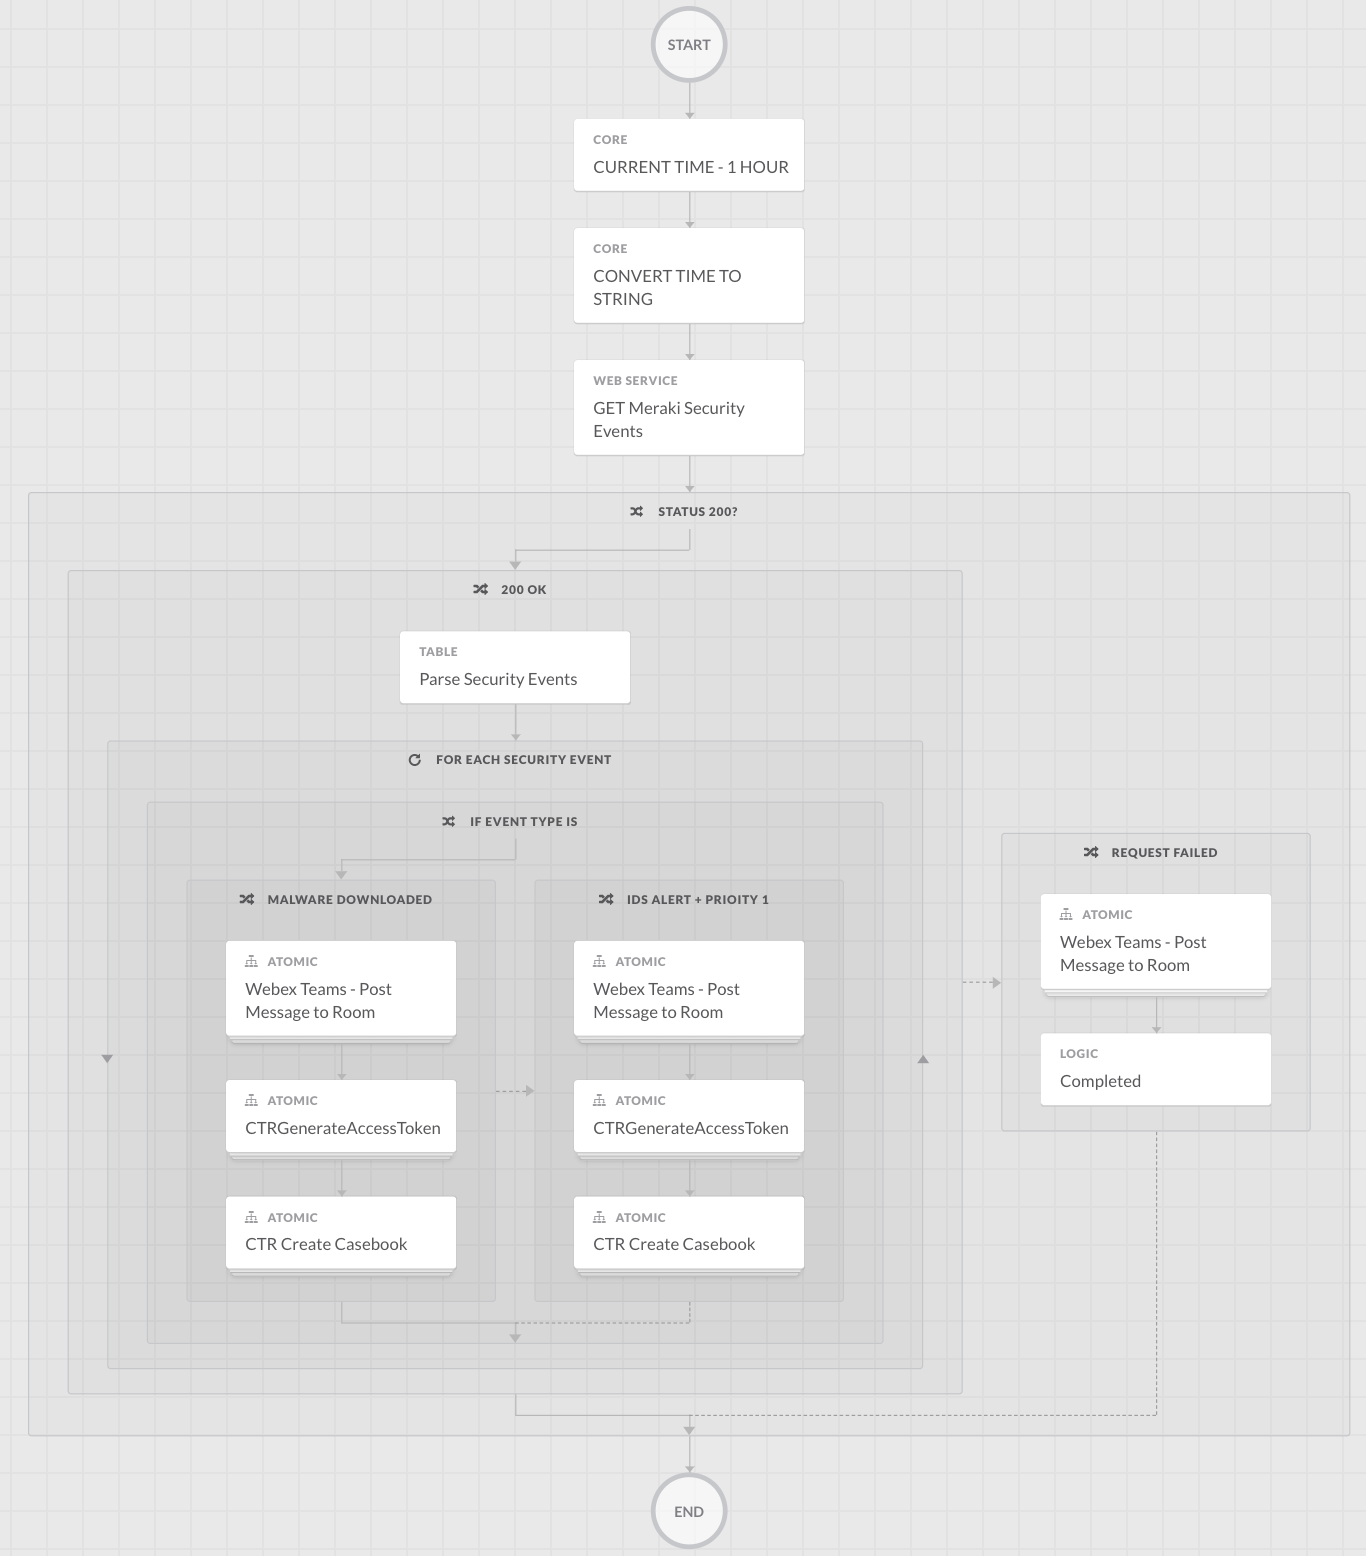 START
CORE
CURRENT TIME - 1 HOUR
CORE
CONVERT TIME TO
STRING
WEB SERVICE
GET Meraki Security
Events
STATUS 200?
200 OK
TABLE
Parse Security Events
FOR EACH SECURITY EVENT
IF EVENT TYPE IS
MALWARE DOWNLOADED
ATOMIC
Webex Teams - Post
Message to Room
ATOMIC
CTRGenerateAccessToken
ATOMIC
CTR Create Casebook
IDS ALERT + PRIOITY 1
ATOMIC
Webex Teams - Post
Message to Room
ATOMIC
CTRGenerateAccessToken
ATOMIC
CTR Create Casebook
REQUEST FAILED
ATOMIC
Webex Teams - Post
Message to Room
LOGIC
Completed
END